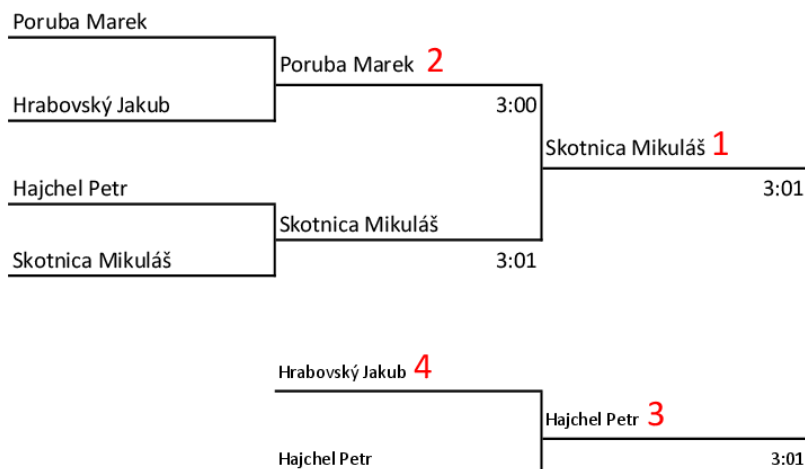 Poruba Marek
Poruba Marek 2
Hrabovský Jakub
3:00
Skotnica Mikuláš 1
Hajchel Petr
3:01
Skotnica Mikuláš
Skotnica Mikuláš
3:01
Hrabovský Jakub 4
Hajchel Petr 3
Hajchel Petr
3:01